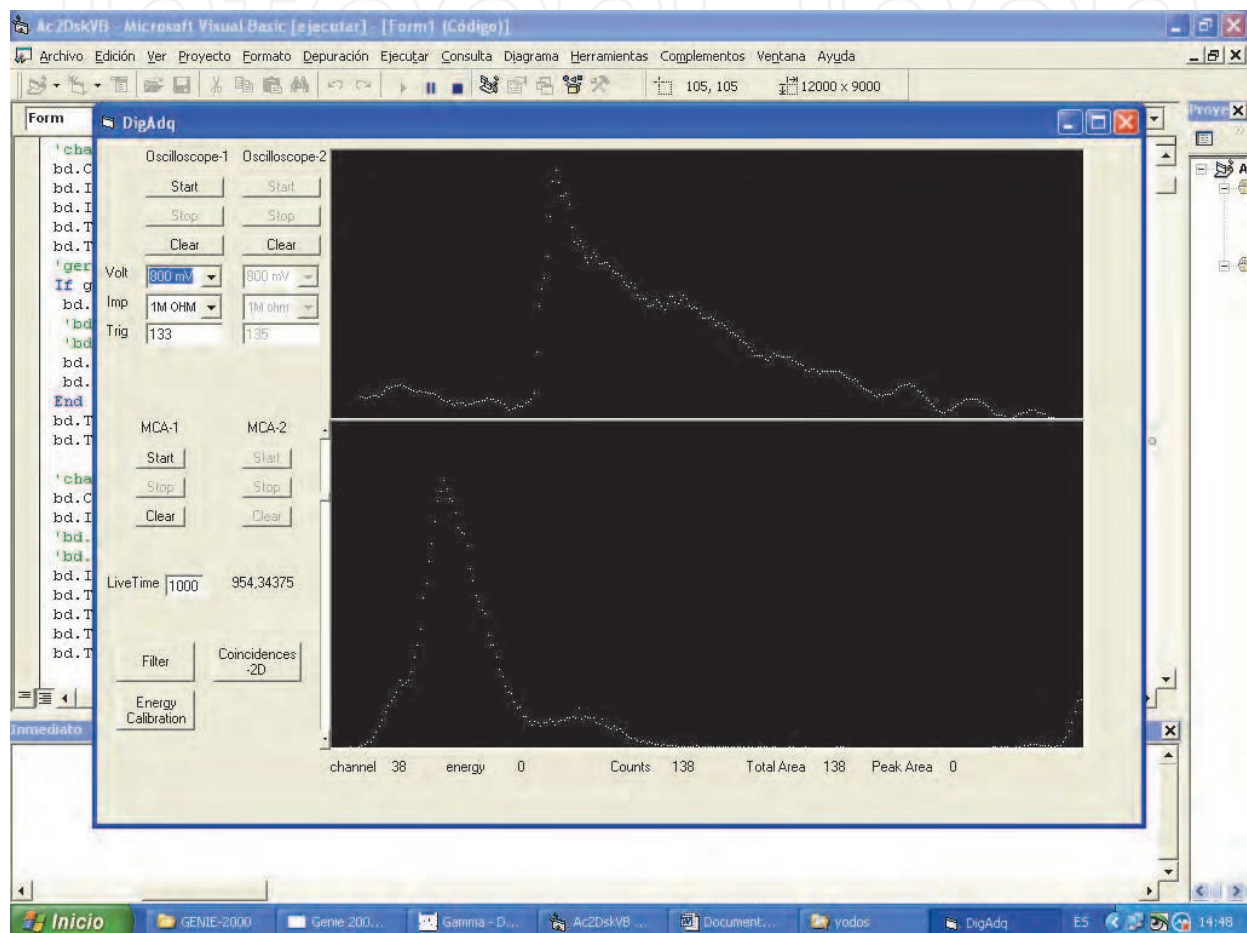 Ac2DskVB - Microsoft Visual Basic [ejecutar] - [Form1 (Código)]
Archivo Edición Ver Proyecto Formato Depuración Ejecutar Consulta Diagrama Herramientas Complementos Ventana Ayuda
105, 105 12000 x 9000
Form
DigAdq
Proye
'cha
bd.C
bd.I
bd.I
bd.T
bd.T
'ger
If g
bd.
'bd
'bd
bd.
bd.
End
bd.T
bd.T
'cha
bd.C
bd.I
'bd.
'bd.
bd.I
bd.T
bd.T
bd.T
bd.T
Oscilloscope-1 Oscilloscope-2
Start Start
Stop Stop
Clear Clear
Volt 800 mV 800 mV
Imp 1M OHM 1M ohm
Trig 133 135
MCA-1 MCA-2
Start Start
Stop Stop
Clear Clear
LiveTime 1000 954,34375
Filter Coincidences
-2D
Energy
Calibration
channel 38 energy 0 Counts 138 Total Area 138 Peak Area 0
A
Inmediato
Inicio GENIE-2000 Genie 200... Gamma - D... Ac2DskVB ... Document... yodos DigAdq ES 14:48